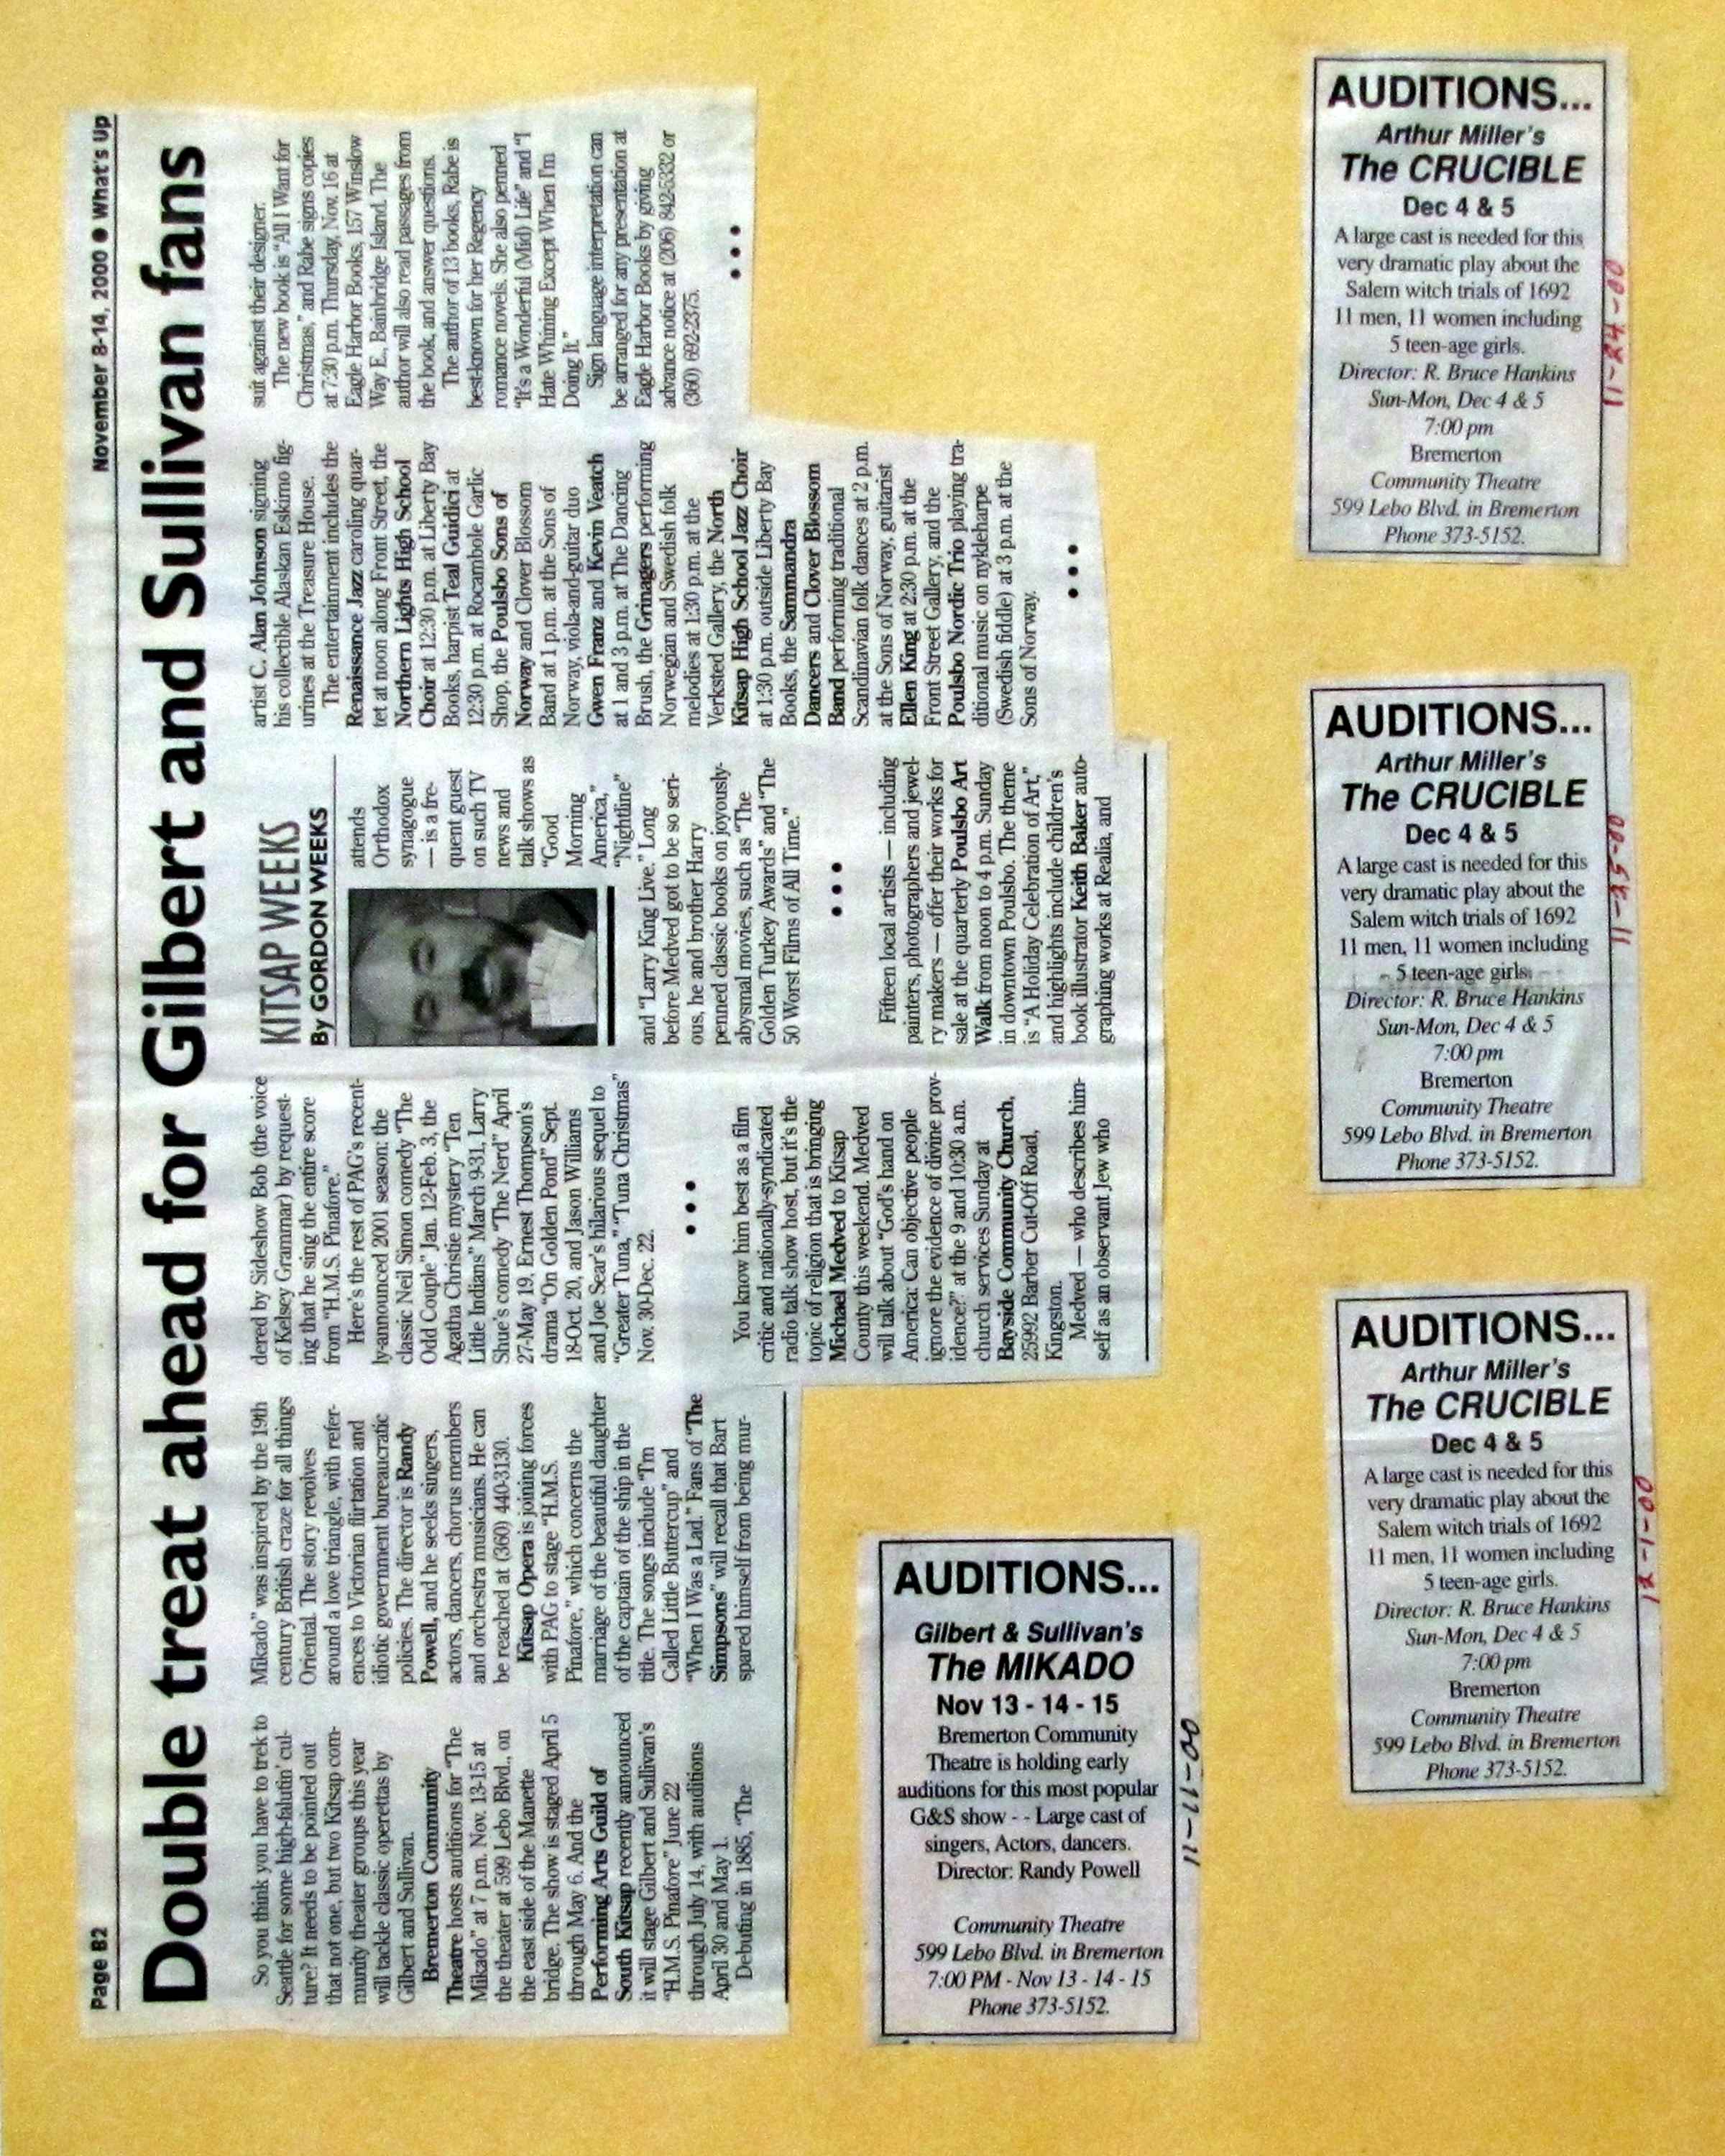 Page B2
November 8-14, 2000 ● What's Up
Double treat ahead for Gilbert and Sullivan fans
So you think you have to trek to
Seattle for some high-falutin' cul-
ture? It needs to be pointed out
that not one, but two Kitsap com-
munity theater groups this year
will tackle classic operettas by
Gilbert and Sullivan.
Bremerton Community
Theatre hosts auditions for "The
Mikado" at 7 p.m. Nov. 13-15 at
the theater at 599 Lebo Blvd., on
the east side of the Manette
bridge. The show is staged April 5
through May 6. And the
Performing Arts Guild of
South Kitsap recently announced
it will stage Gilbert and Sullivan's
"H.M.S. Pinafore" June 22
through July 14, with auditions
April 30 and May 1.
Debuting in 1885, "The
Mikado" was inspired by the 19th
century British craze for all things
Oriental. The story revolves
around a love triangle, with refer-
ences to Victorian flirtation and
idiotic government bureaucratic
policies. The director is Randy
Powell, and he seeks singers,
actors, dancers, chorus members
and orchestra musicians. He can
be reached at (360) 440-3130.
Kitsap Opera is joining forces
with PAG to stage "H.M.S.
Pinafore," which concerns the
marriage of the beautiful daughter
of the captain of the ship in the
title. The songs include "I'm
Called Little Buttercup" and
"When I Was a Lad." Fans of "The
Simpsons" will recall that Bart
spared himself from being mur-
dered by Sideshow Bob (the voice
of Kelsey Grammar) by request-
ing that he sing the entire score
from "H.M.S. Pinafore."
Here's the rest of PAG's recent-
ly-announced 2001 season: the
classic Neil Simon comedy "The
Odd Couple" Jan. 12-Feb. 3, the
Agatha Christie mystery "Ten
Little Indians" March 9-31, Larry
Shue's comedy "The Nerd" April
27-May 19, Ernest Thompson's
drama "On Golden Pond" Sept.
18-Oct. 20, and Jason Williams
and Joe Sear's hilarious sequel to
"Greater Tuna," "Tuna Christmas"
Nov. 30-Dec. 22.
• • •
You know him best as a film
critic and nationally-syndicated
radio talk show host, but it's the
topic of religion that is bringing
Michael Medved to Kitsap
County this weekend. Medved
will talk about "God's hand on
America: Can objective people
ignore the evidence of divine prov-
idence?" at the 9 and 10:30 a.m.
church services Sunday at
Bayside Community Church,
25992 Barber Cut-Off Road,
Kingston.
Medved — who describes him-
self as an observant Jew who
KITSAP WEEKS
By GORDON WEEKS
attends
Orthodox
synagogue
— is a fre-
quent guest
on such TV
news and
talk shows as
"Good
Morning
America,"
"Nightline"
and "Larry King Live." Long
before Medved got to be so seri-
ous, he and brother Harry
penned classic books on joyously-
abysmal movies, such as "The
Golden Turkey Awards" and "The
50 Worst Films of All Time."
• • •
Fifteen local artists — including
painters, photographers and jewel-
ry makers — offer their works for
sale at the quarterly Poulsbo Art
Walk from noon to 4 p.m. Sunday
in downtown Poulsbo. The theme
is "A Holiday Celebration of Art,"
and highlights include children's
book illustrator Keith Baker auto-
graphing works at Realia, and
artist C. Alan Johnson signing
his collectible Alaskan Eskimo fig-
urines at the Treasure House.
The entertainment includes the
Renaissance Jazz caroling quar-
tet at noon along Front Street, the
Northern Lights High School
Choir at 12:30 p.m. at Liberty Bay
Books, harpist Teal Guidici at
12:30 p.m. at Rocambole Garlic
Shop, the Poulsbo Sons of
Norway and Clover Blossom
Band at 1 p.m. at the Sons of
Norway, viola-and-guitar duo
Gwen Franz and Kevin Veatch
at 1 and 3 p.m. at The Dancing
Brush, the Grinagers performing
Norwegian and Swedish folk
melodies at 1:30 p.m. at the
Verksted Gallery, the North
Kitsap High School Jazz Choir
at 1:30 p.m. outside Liberty Bay
Books, the Sammandra
Dancers and Clover Blossom
Band performing traditional
Scandinavian folk dances at 2 p.m.
at the Sons of Norway, guitarist
Ellen King at 2:30 p.m. at the
Front Street Gallery, and the
Poulsbo Nordic Trio playing tra-
ditional music on nykleharpe
(Swedish fiddle) at 3 p.m. at the
Sons of Norway.
• • •
suit against their designer.
The new book is "All I Want for
Christmas," and Rabe signs copies
at 7:30 p.m. Thursday, Nov. 16 at
Eagle Harbor Books, 157 Winslow
Way E., Bainbridge Island. The
author will also read passages from
the book, and answer questions.
The author of 13 books, Rabe is
best-known for her Regency
romance novels. She also penned
"It's a Wonderful (Mid) Life" and "I
Hate Whining Except When I'm
Doing It."
Sign language interpretation can
be arranged for any presentation at
Eagle Harbor Books by giving
advance notice at (206) 842-5332 or
(360) 692-2375.
• • •
AUDITIONS...
Gilbert & Sullivan's
The MIKADO
Nov 13 - 14 - 15
Bremerton Community
Theatre is holding early
auditions for this most popular
G&S show - - Large cast of
singers, Actors, dancers.
Director: Randy Powell
Community Theatre
599 Lebo Blvd. in Bremerton
7:00 PM - Nov 13 - 14 - 15
Phone 373-5152.
11-11-00
AUDITIONS...
Arthur Miller's
The CRUCIBLE
Dec 4 & 5
A large cast is needed for this
very dramatic play about the
Salem witch trials of 1692
11 men, 11 women including
5 teen-age girls.
Director: R. Bruce Hankins
Sun-Mon, Dec 4 & 5
7:00 pm
Bremerton
Community Theatre
599 Lebo Blvd. in Bremerton
Phone 373-5152.
11-24-00
AUDITIONS...
Arthur Miller's
The CRUCIBLE
Dec 4 & 5
A large cast is needed for this
very dramatic play about the
Salem witch trials of 1692
11 men, 11 women including
5 teen-age girls.
Director: R. Bruce Hankins
Sun-Mon, Dec 4 & 5
7:00 pm
Bremerton
Community Theatre
599 Lebo Blvd. in Bremerton
Phone 373-5152.
11-25-00
AUDITIONS...
Arthur Miller's
The CRUCIBLE
Dec 4 & 5
A large cast is needed for this
very dramatic play about the
Salem witch trials of 1692
11 men, 11 women including
5 teen-age girls.
Director: R. Bruce Hankins
Sun-Mon, Dec 4 & 5
7:00 pm
Bremerton
Community Theatre
599 Lebo Blvd. in Bremerton
Phone 373-5152.
12-1-00